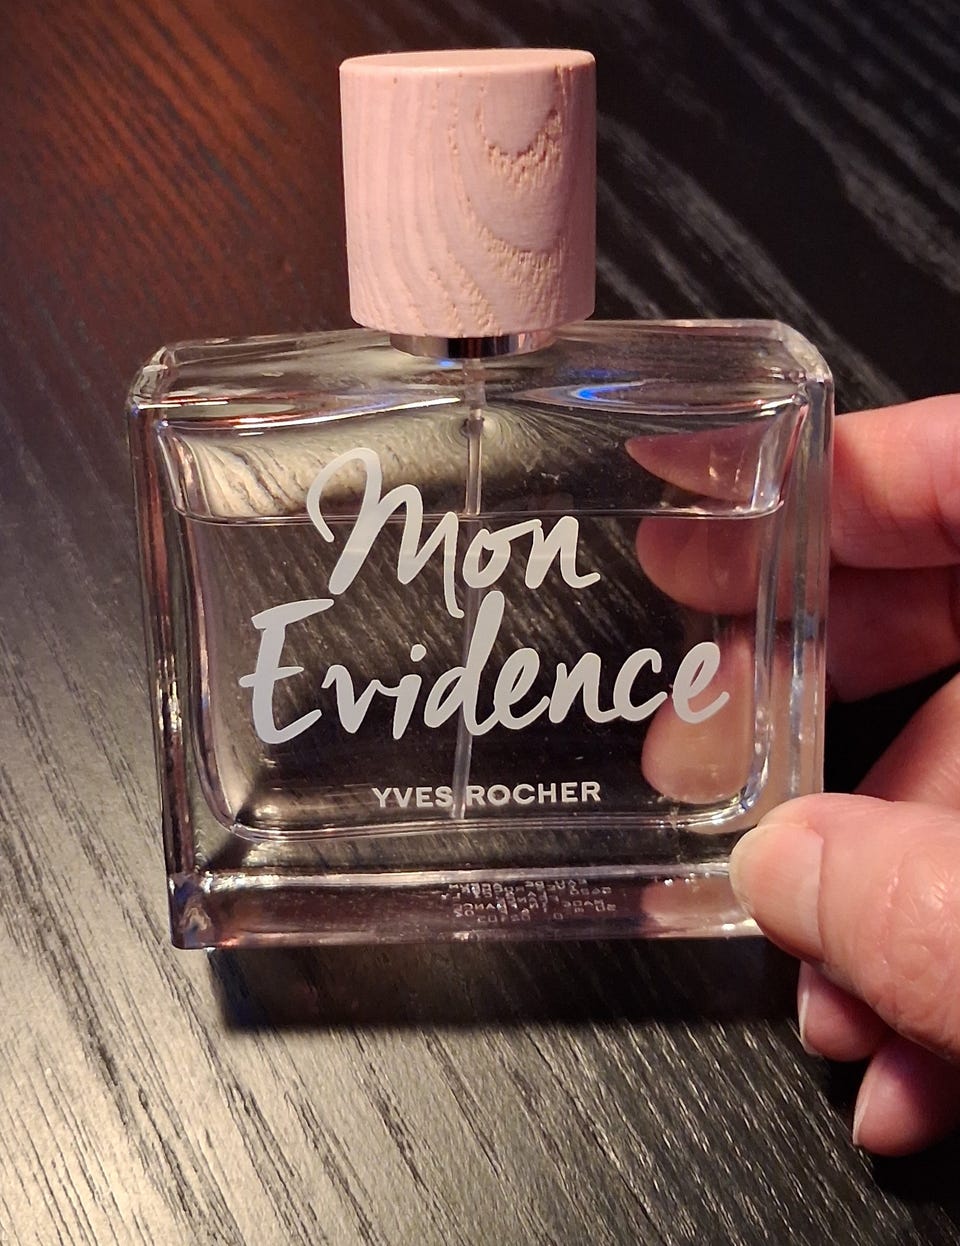 Mon
Evidence
YVES ROCHER